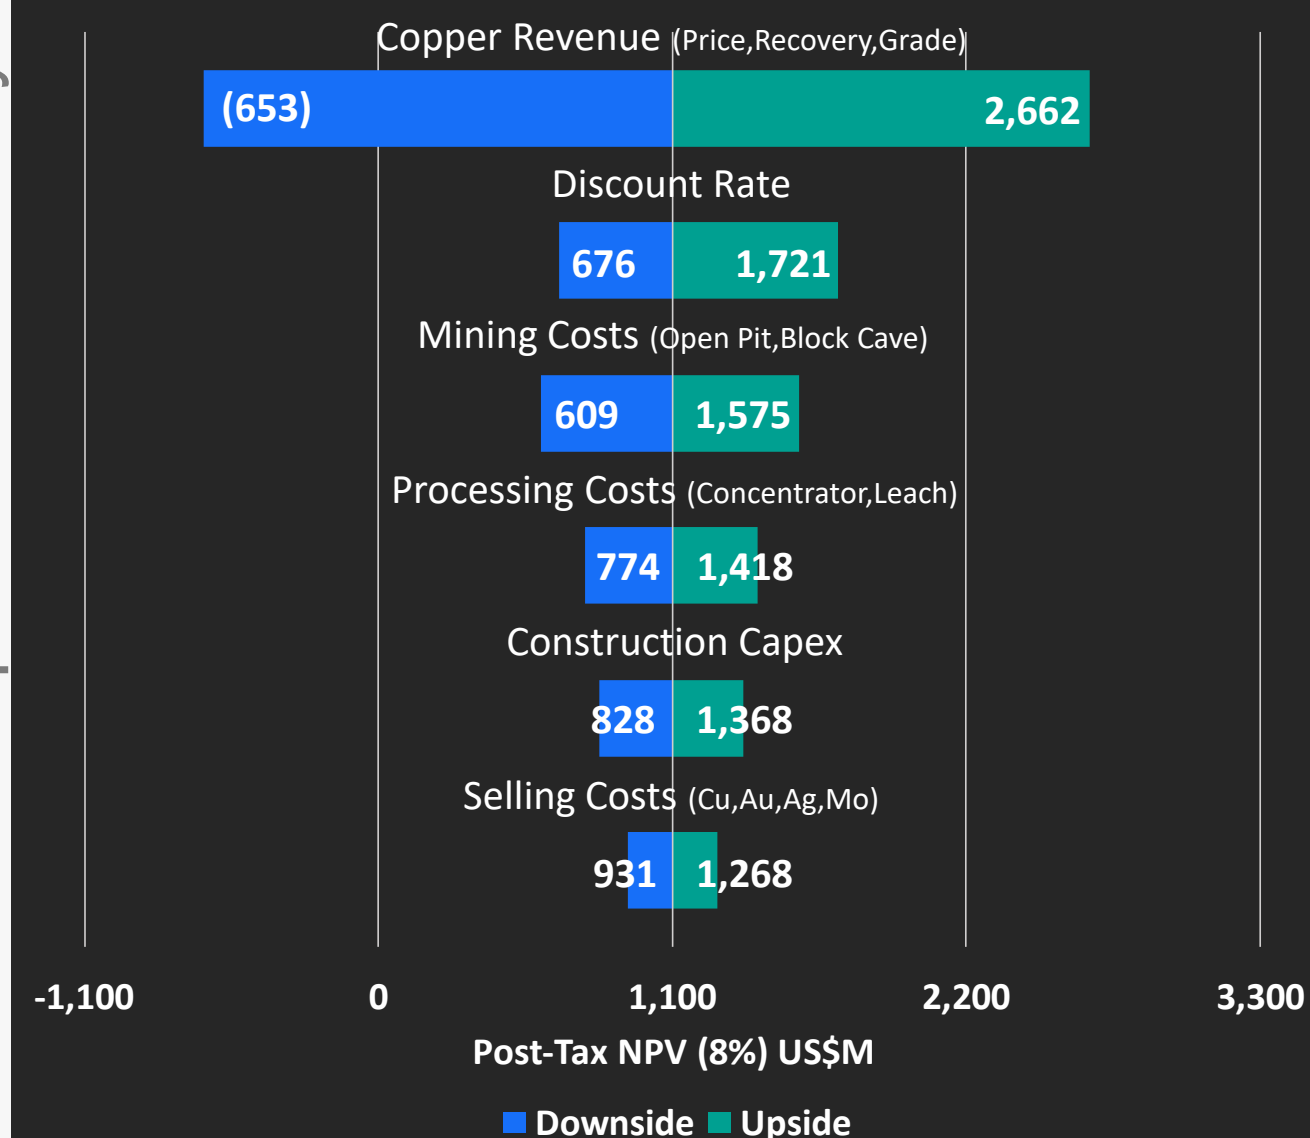 Copper Revenue (Price,Recovery,Grade)
(653) 2,662
Discount Rate
676 1,721
Mining Costs (Open Pit,Block Cave)
609 1,575
Processing Costs (Concentrator,Leach)
774 1,418
Construction Capex
828 1,368
Selling Costs (Cu,Au,Ag,Mo)
931 1,268
-1,100 0 1,100 2,200 3,300
Post-Tax NPV (8%) US$M
Downside Upside